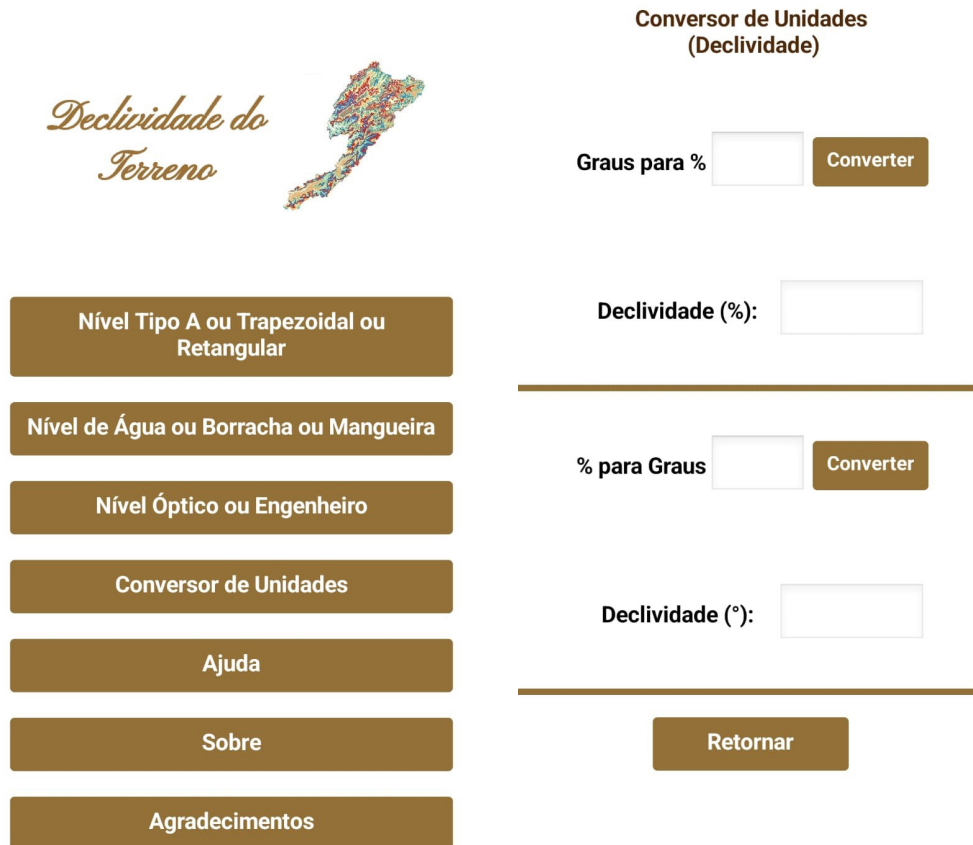 Declividade do
Terreno
Nível Tipo A ou Trapezoidal ou
Retangular
Nível de Água ou Borracha ou Mangueira
Nível Óptico ou Engenheiro
Conversor de Unidades
Ajuda
Sobre
Agradecimentos
Conversor de Unidades
(Declividade)
Graus para %
Converter
Declividade (%):
% para Graus
Converter
Declividade (°):
Retornar